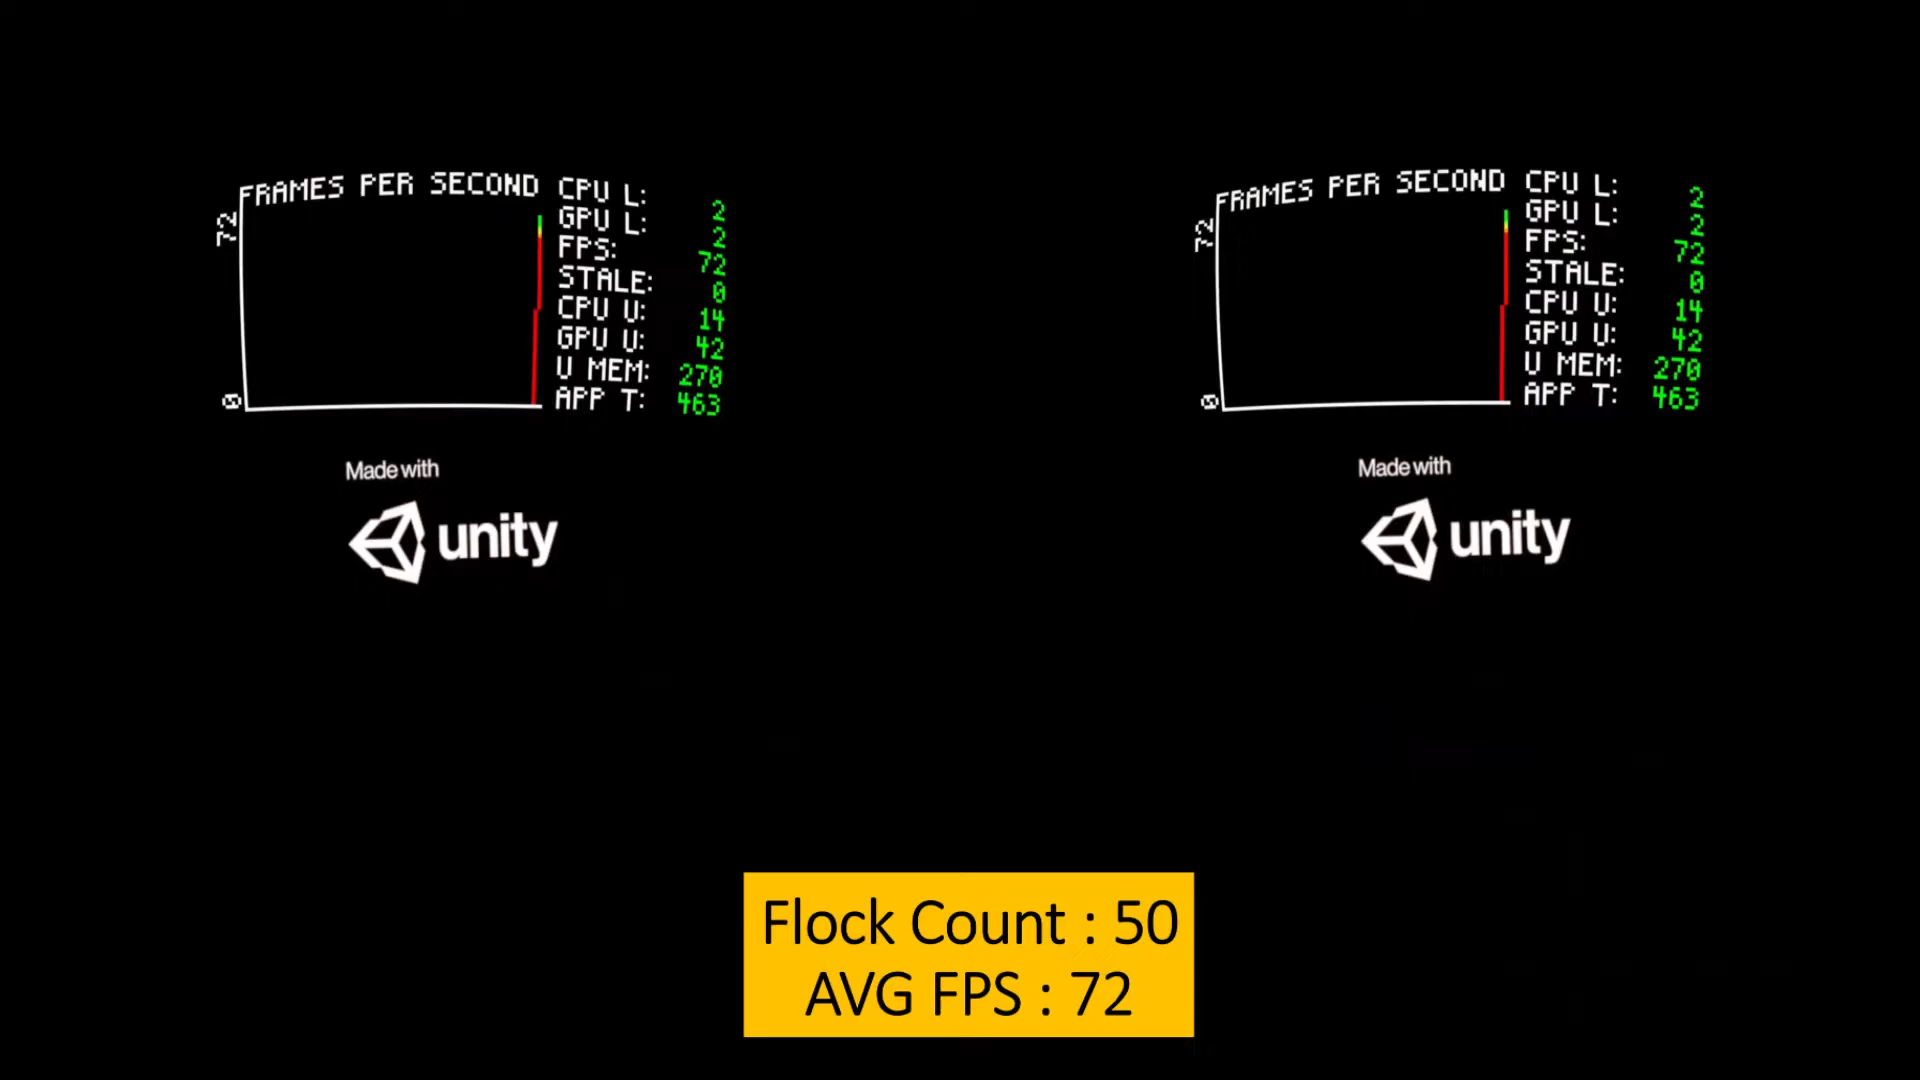 FRAMES PER SECOND
72
0
CPU L: 2
GPU L: 2
FPS: 72
STALE: 0
CPU U: 14
GPU U: 42
U MEM: 270
APP T: 463
Made with
unity
FRAMES PER SECOND
72
0
CPU L: 2
GPU L: 2
FPS: 72
STALE: 0
CPU U: 14
GPU U: 42
U MEM: 270
APP T: 463
Made with
unity
Flock Count : 50
AVG FPS : 72